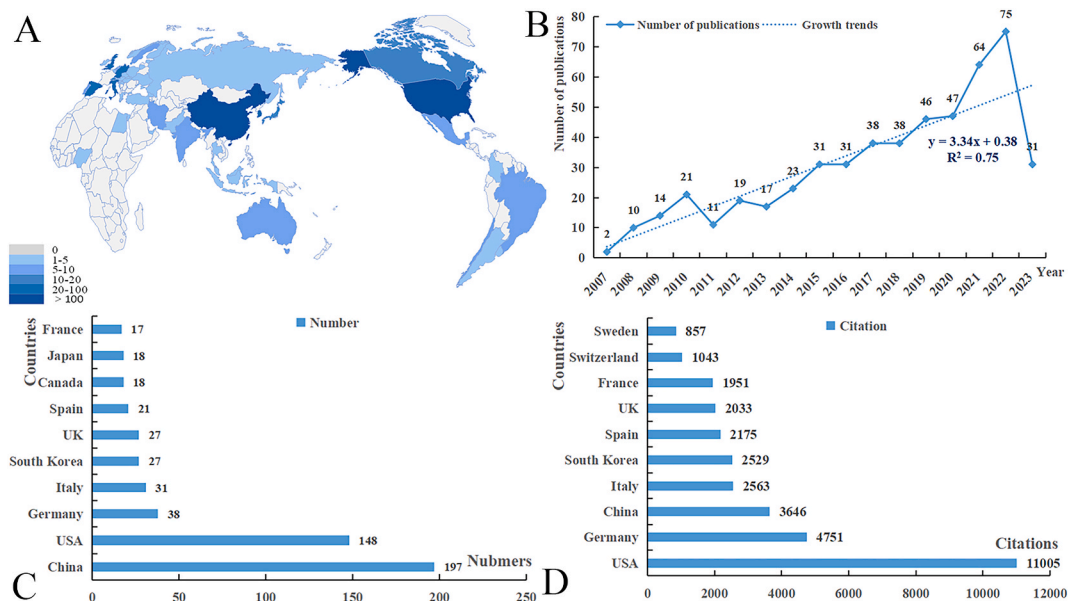 A
0
1-5
5-10
10-20
20-100
> 100
B
Number of publications
Growth trends
Number of publications
80
70
60
50
40
30
20
10
0
2
10
14
21
11
19
17
23
31
31
38
38
46
47
64
75
31
y = 3.34x + 0.38
R² = 0.75
2007
2008
2009
2010
2011
2012
2013
2014
2015
2016
2017
2018
2019
2020
2021
2022
2023
Year
Countries
Number
France 17
Japan 18
Canada 18
Spain 21
UK 27
South Korea 27
Italy 31
Germany 38
USA 148
China 197
Nubmers
C
0 50 100 150 200 250
Countries
Citation
Sweden 857
Switzerland 1043
France 1951
UK 2033
Spain 2175
South Korea 2529
Italy 2563
China 3646
Germany 4751
Citations
USA 11005
D
0 2000 4000 6000 8000 10000 12000